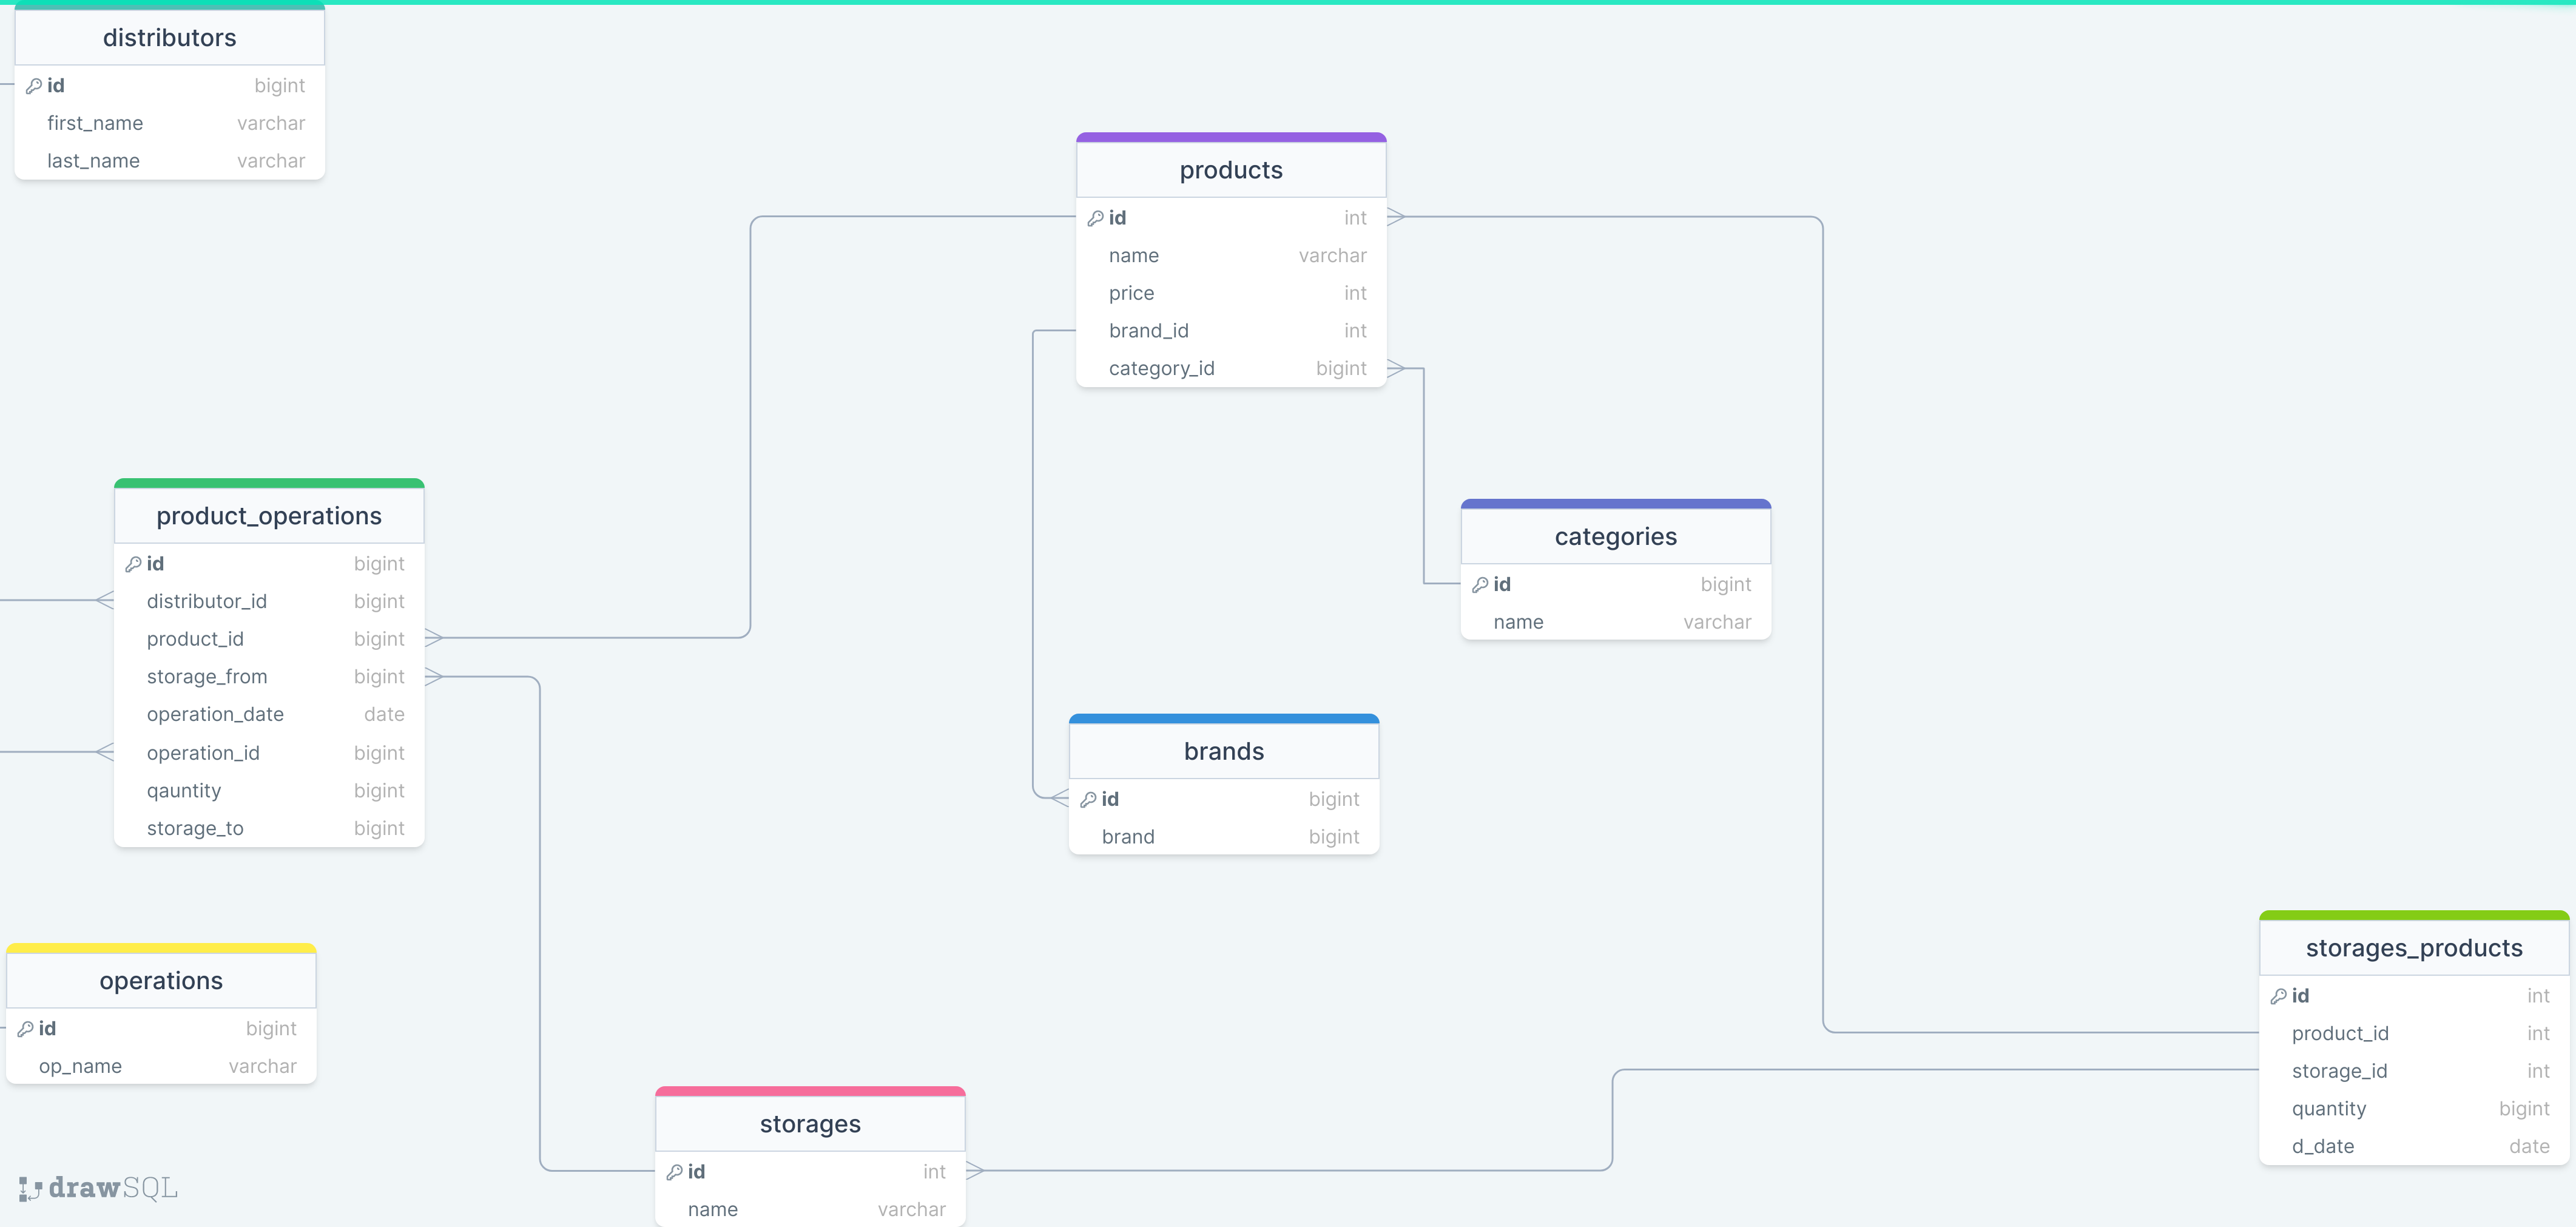 distributors
id bigint
first_name varchar
last_name varchar
products
id int
name varchar
price int
brand_id int
category_id bigint
product_operations
id bigint
distributor_id bigint
product_id bigint
storage_from bigint
operation_date date
operation_id bigint
qauntity bigint
storage_to bigint
categories
id bigint
name varchar
brands
id bigint
brand bigint
operations
id bigint
op_name varchar
storages_products
id int
product_id int
storage_id int
quantity bigint
d_date date
storages
id int
name varchar
drawSQL